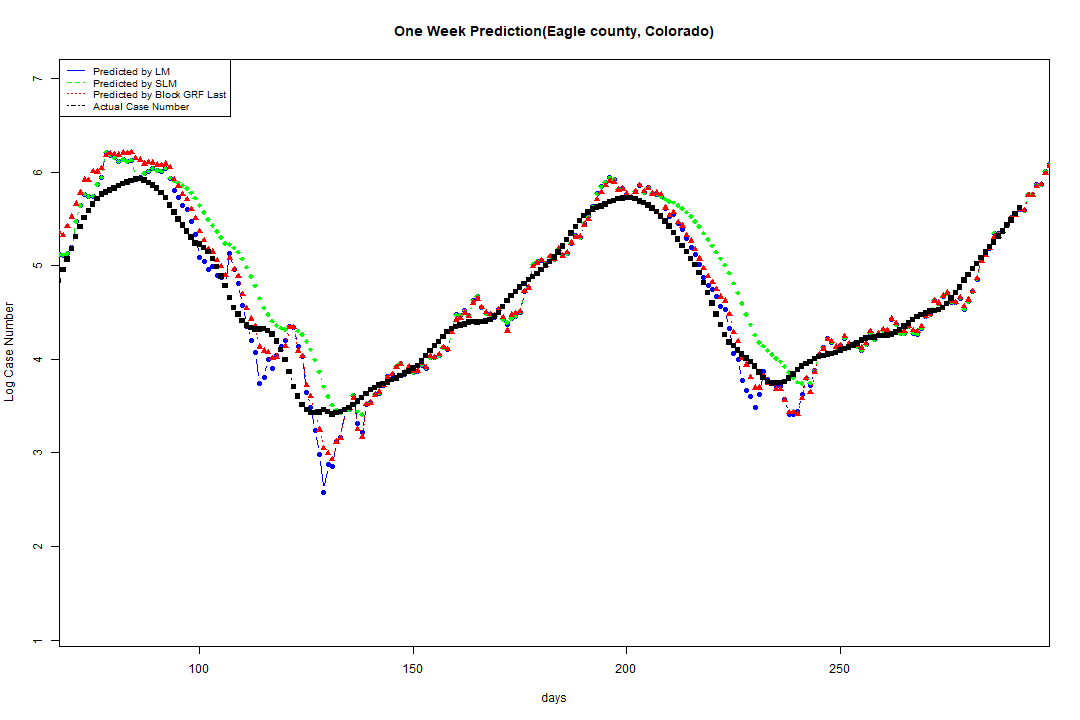 One Week Prediction(Eagle county, Colorado)
Predicted by LM
Predicted by SLM
Predicted by Block GRF Last
Actual Case Number
7
6
5
4
3
2
1
Log Case Number
100
150
200
250
days